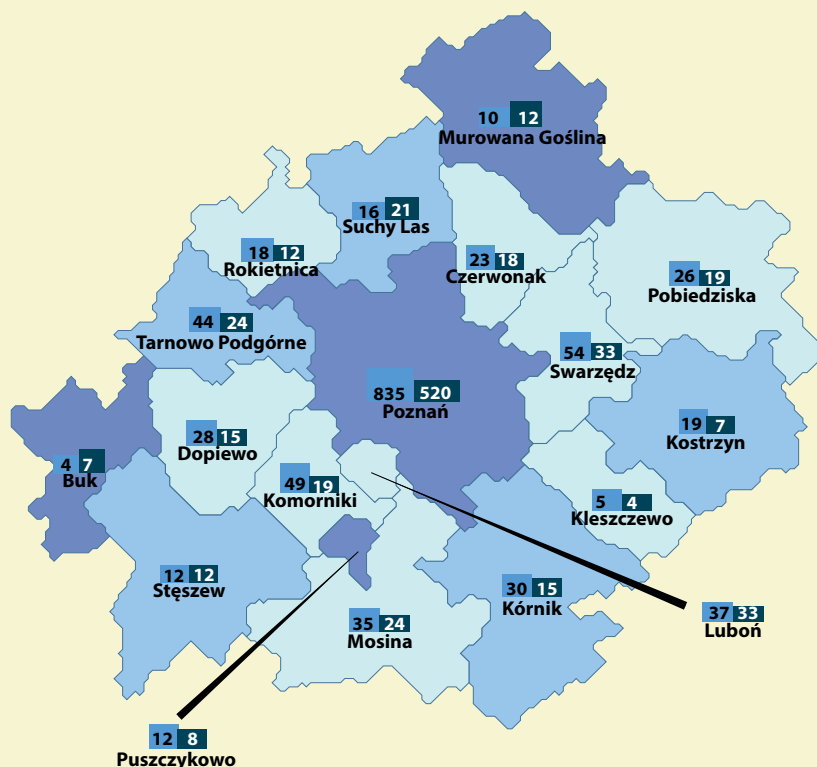 10 12
Murowana Goślina
16 21
Suchy Las
18 12
Rokietnica
23 18
Czerwonak
26 19
Pobiedziska
44 24
Tarnowo Podgórne
54 33
Swarzędz
835 520
Poznań
19 7
Kostrzyn
28 15
Dopiewo
4 7
Buk
49 19
Komorniki
5 4
Kleszczewo
12 12
Stęszew
30 15
Kórnik
37 33
Luboń
35 24
Mosina
12 8
Puszczykowo